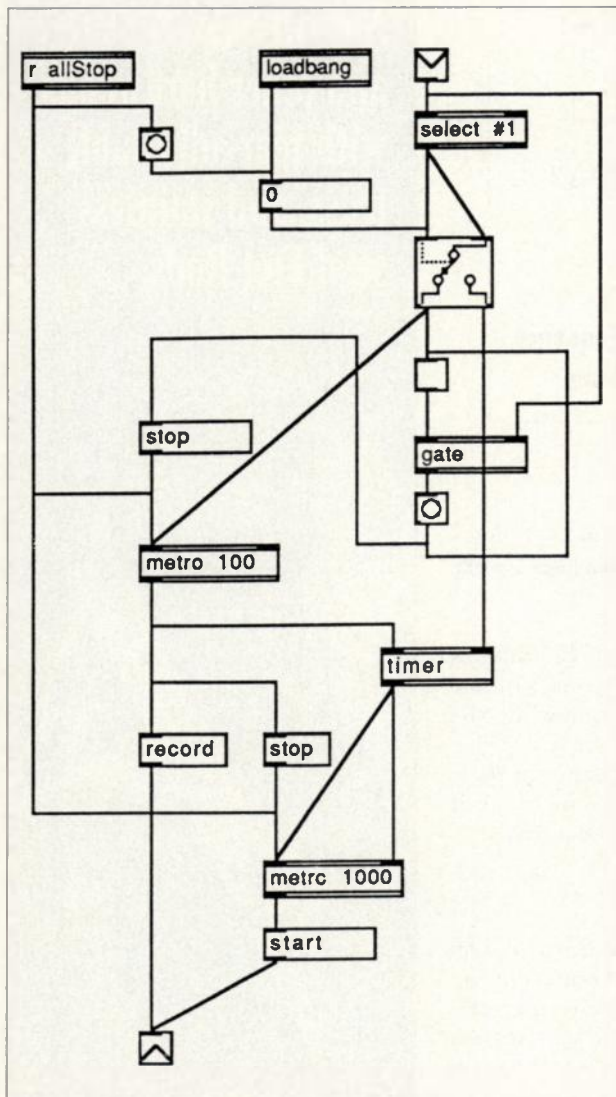 r allStop
loadbang
select #1
0
stop
gate
metro 100
timer
record
stop
metrc 1000
start